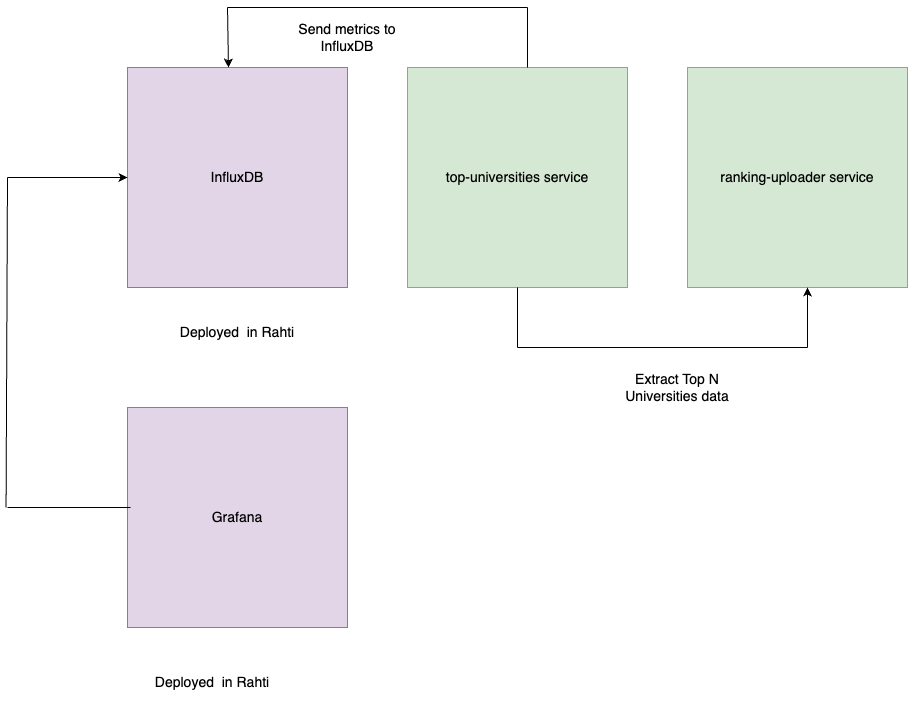 Send metrics to
InfluxDB
InfluxDB
top-universities service
ranking-uploader service
Deployed  in Rahti
Extract Top N
Universities data
Grafana
Deployed  in Rahti